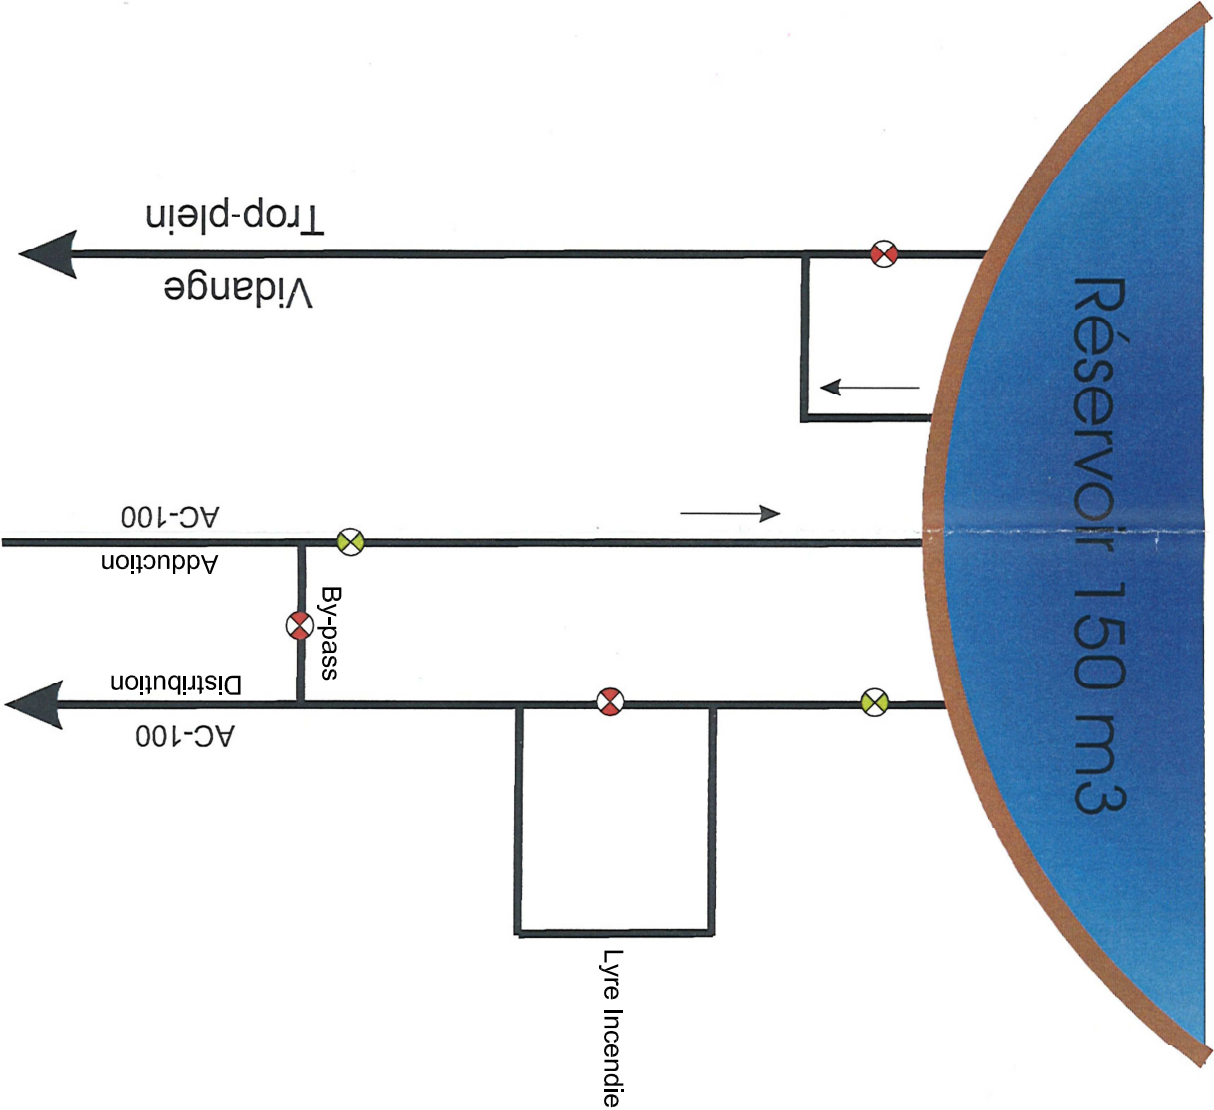 Trop-plein
Vidange
Réservoir 150 m3
AC-100
Adduction
By-pass
Distribution
AC-100
Lyre Incendie